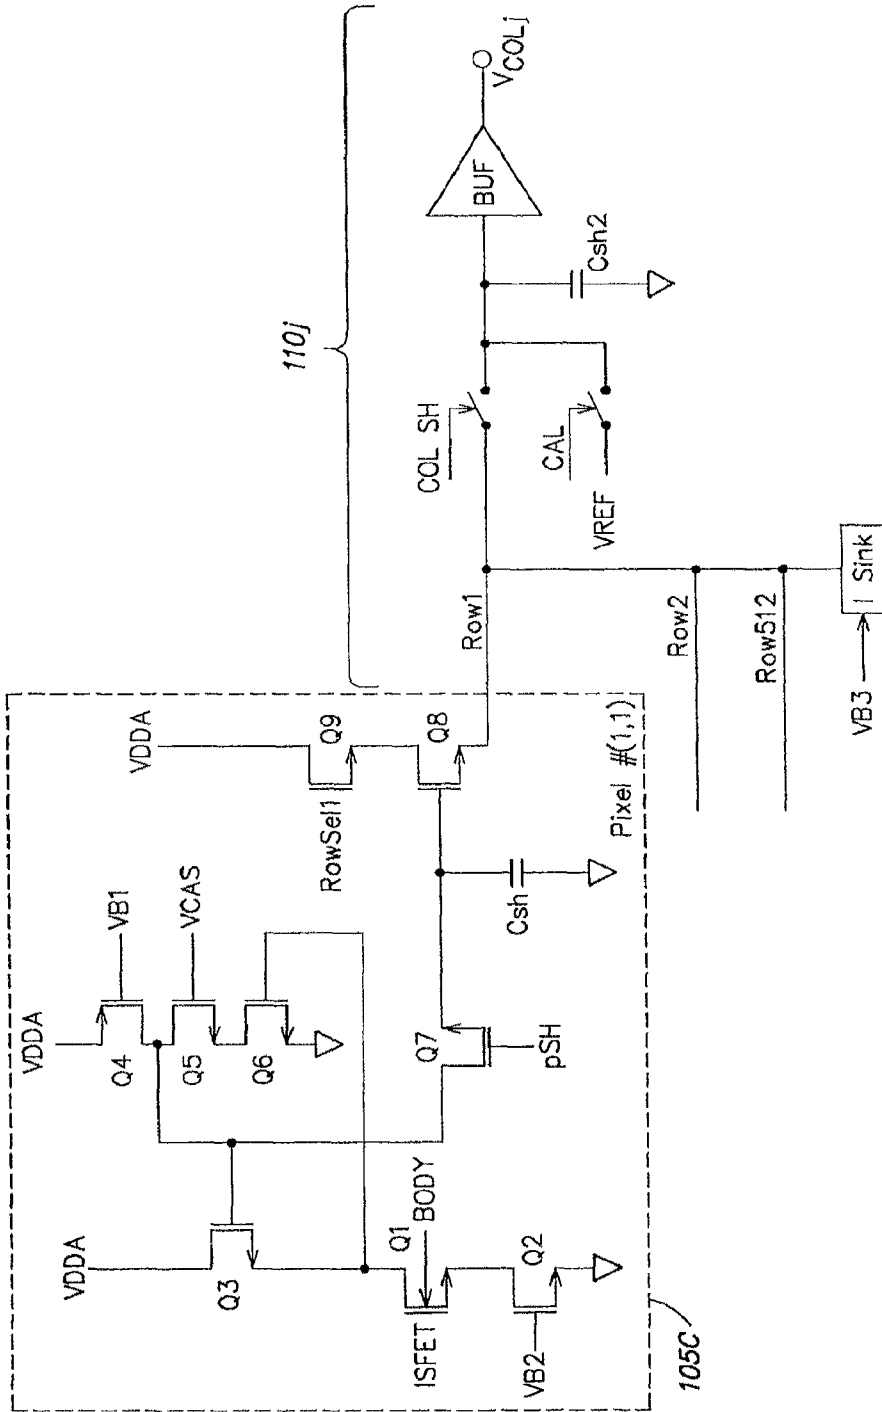 VDDA
Q3
Q1
BODY
ISFET
VB2
Q2
VDDA
Q4
VB1
Q5
VCAS
Q6
Q7
pSH
Csh
VDDA
Q9
RowSel1
Q8
Pixel #(1,1)
105C
Row1
Row2
Row512
VB3
I Sink
110j
COL SH
CAL
VREF
Csh2
BUF
VCOLj